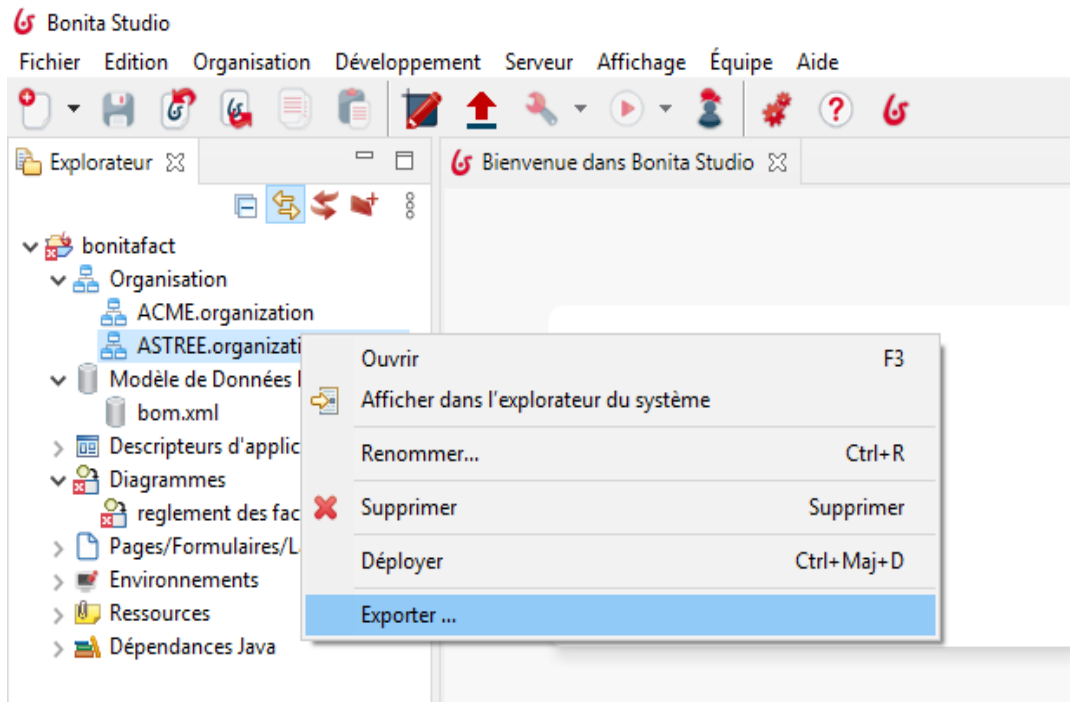 Bonita Studio
Fichier Edition Organisation Développement Serveur Affichage Équipe Aide
Explorateur
Bienvenue dans Bonita Studio
bonitafact
Organisation
ACME.organization
ASTREE.organizati
Modèle de Données
bom.xml
Descripteurs d'applic
Diagrammes
reglement des fac
Pages/Formulaires/L
Environnements
Ressources
Dépendances Java
Ouvrir F3
Afficher dans l'explorateur du système
Renommer... Ctrl+R
Supprimer Supprimer
Déployer Ctrl+Maj+D
Exporter ...